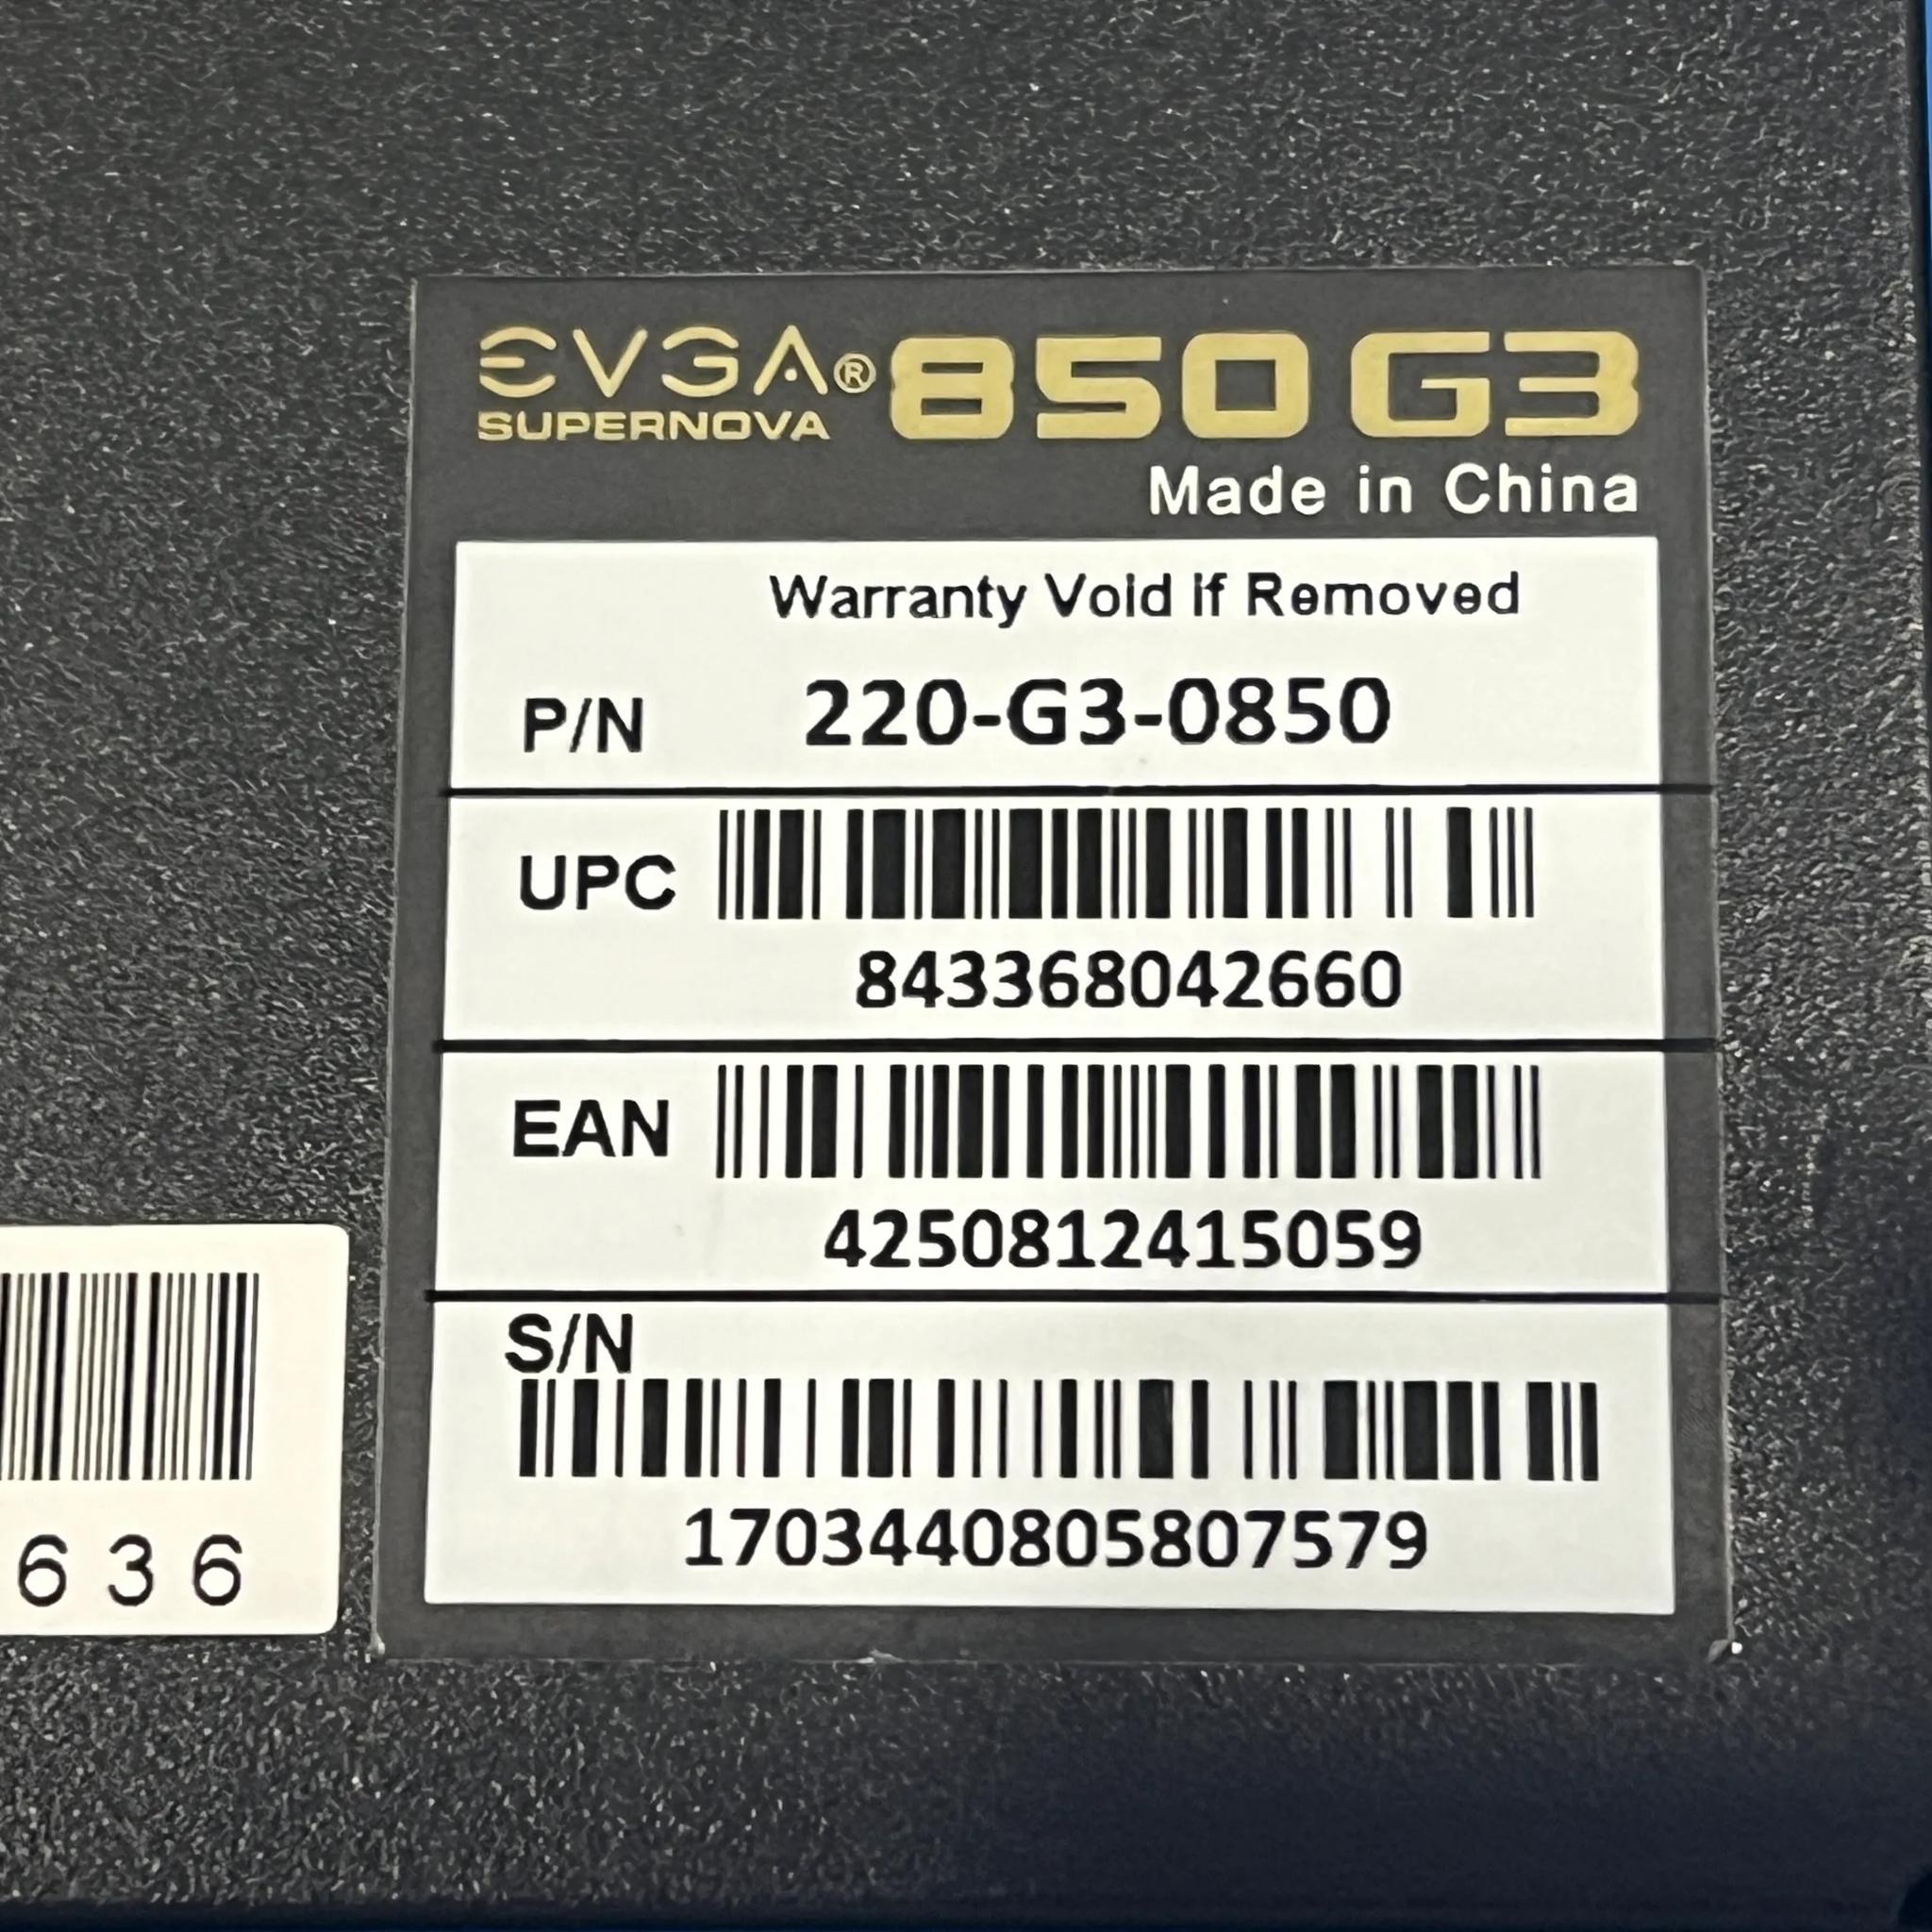 EVGA® 850 G3
SUPERNOVA
Made in China
Warranty Void if Removed
P/N 220-G3-0850
UPC
843368042660
EAN
4250812415059
S/N
1703440805807579
636